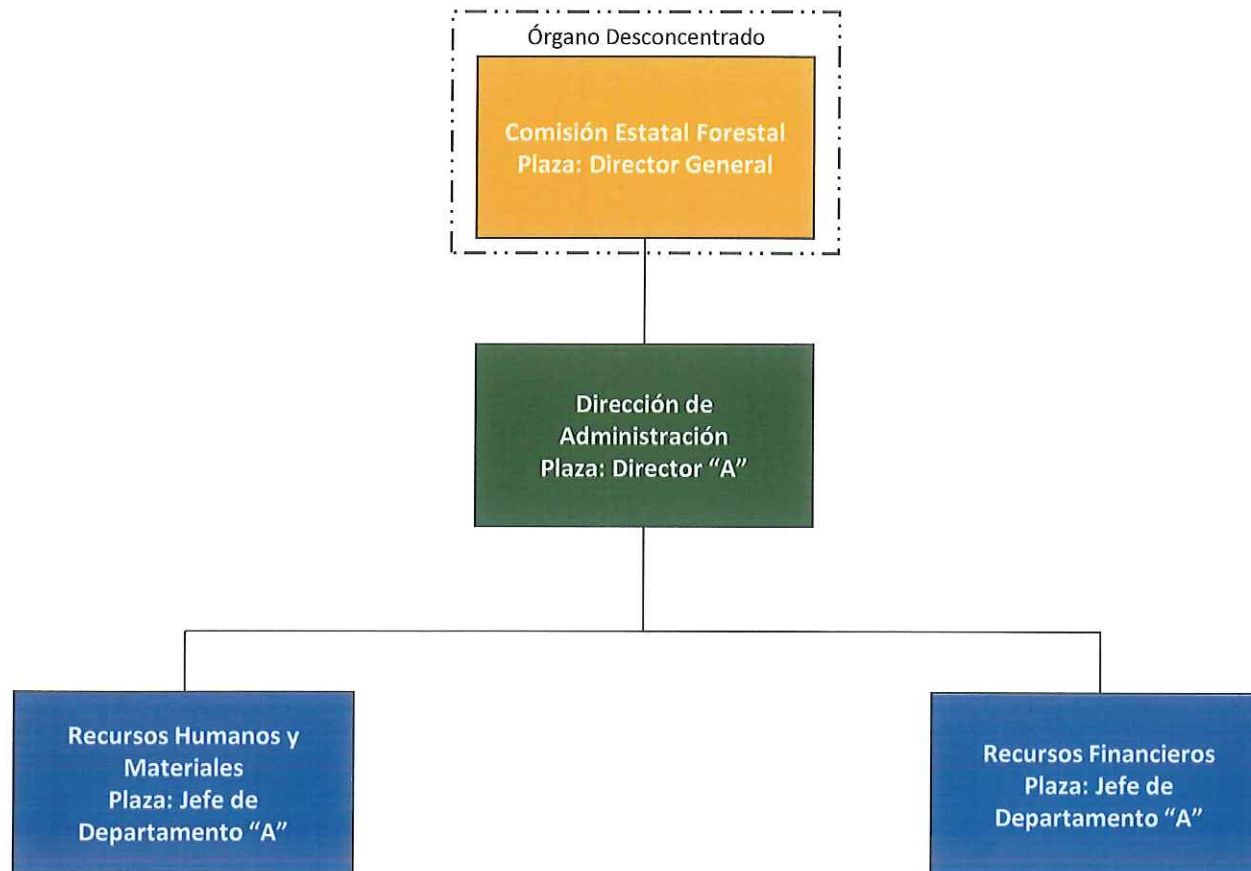 Órgano Desconcentrado
Comisión Estatal Forestal
Plaza: Director General
Dirección de
Administración
Plaza: Director “A”
Recursos Humanos y
Materiales
Plaza: Jefe de
Departamento “A”
Recursos Financieros
Plaza: Jefe de
Departamento “A”